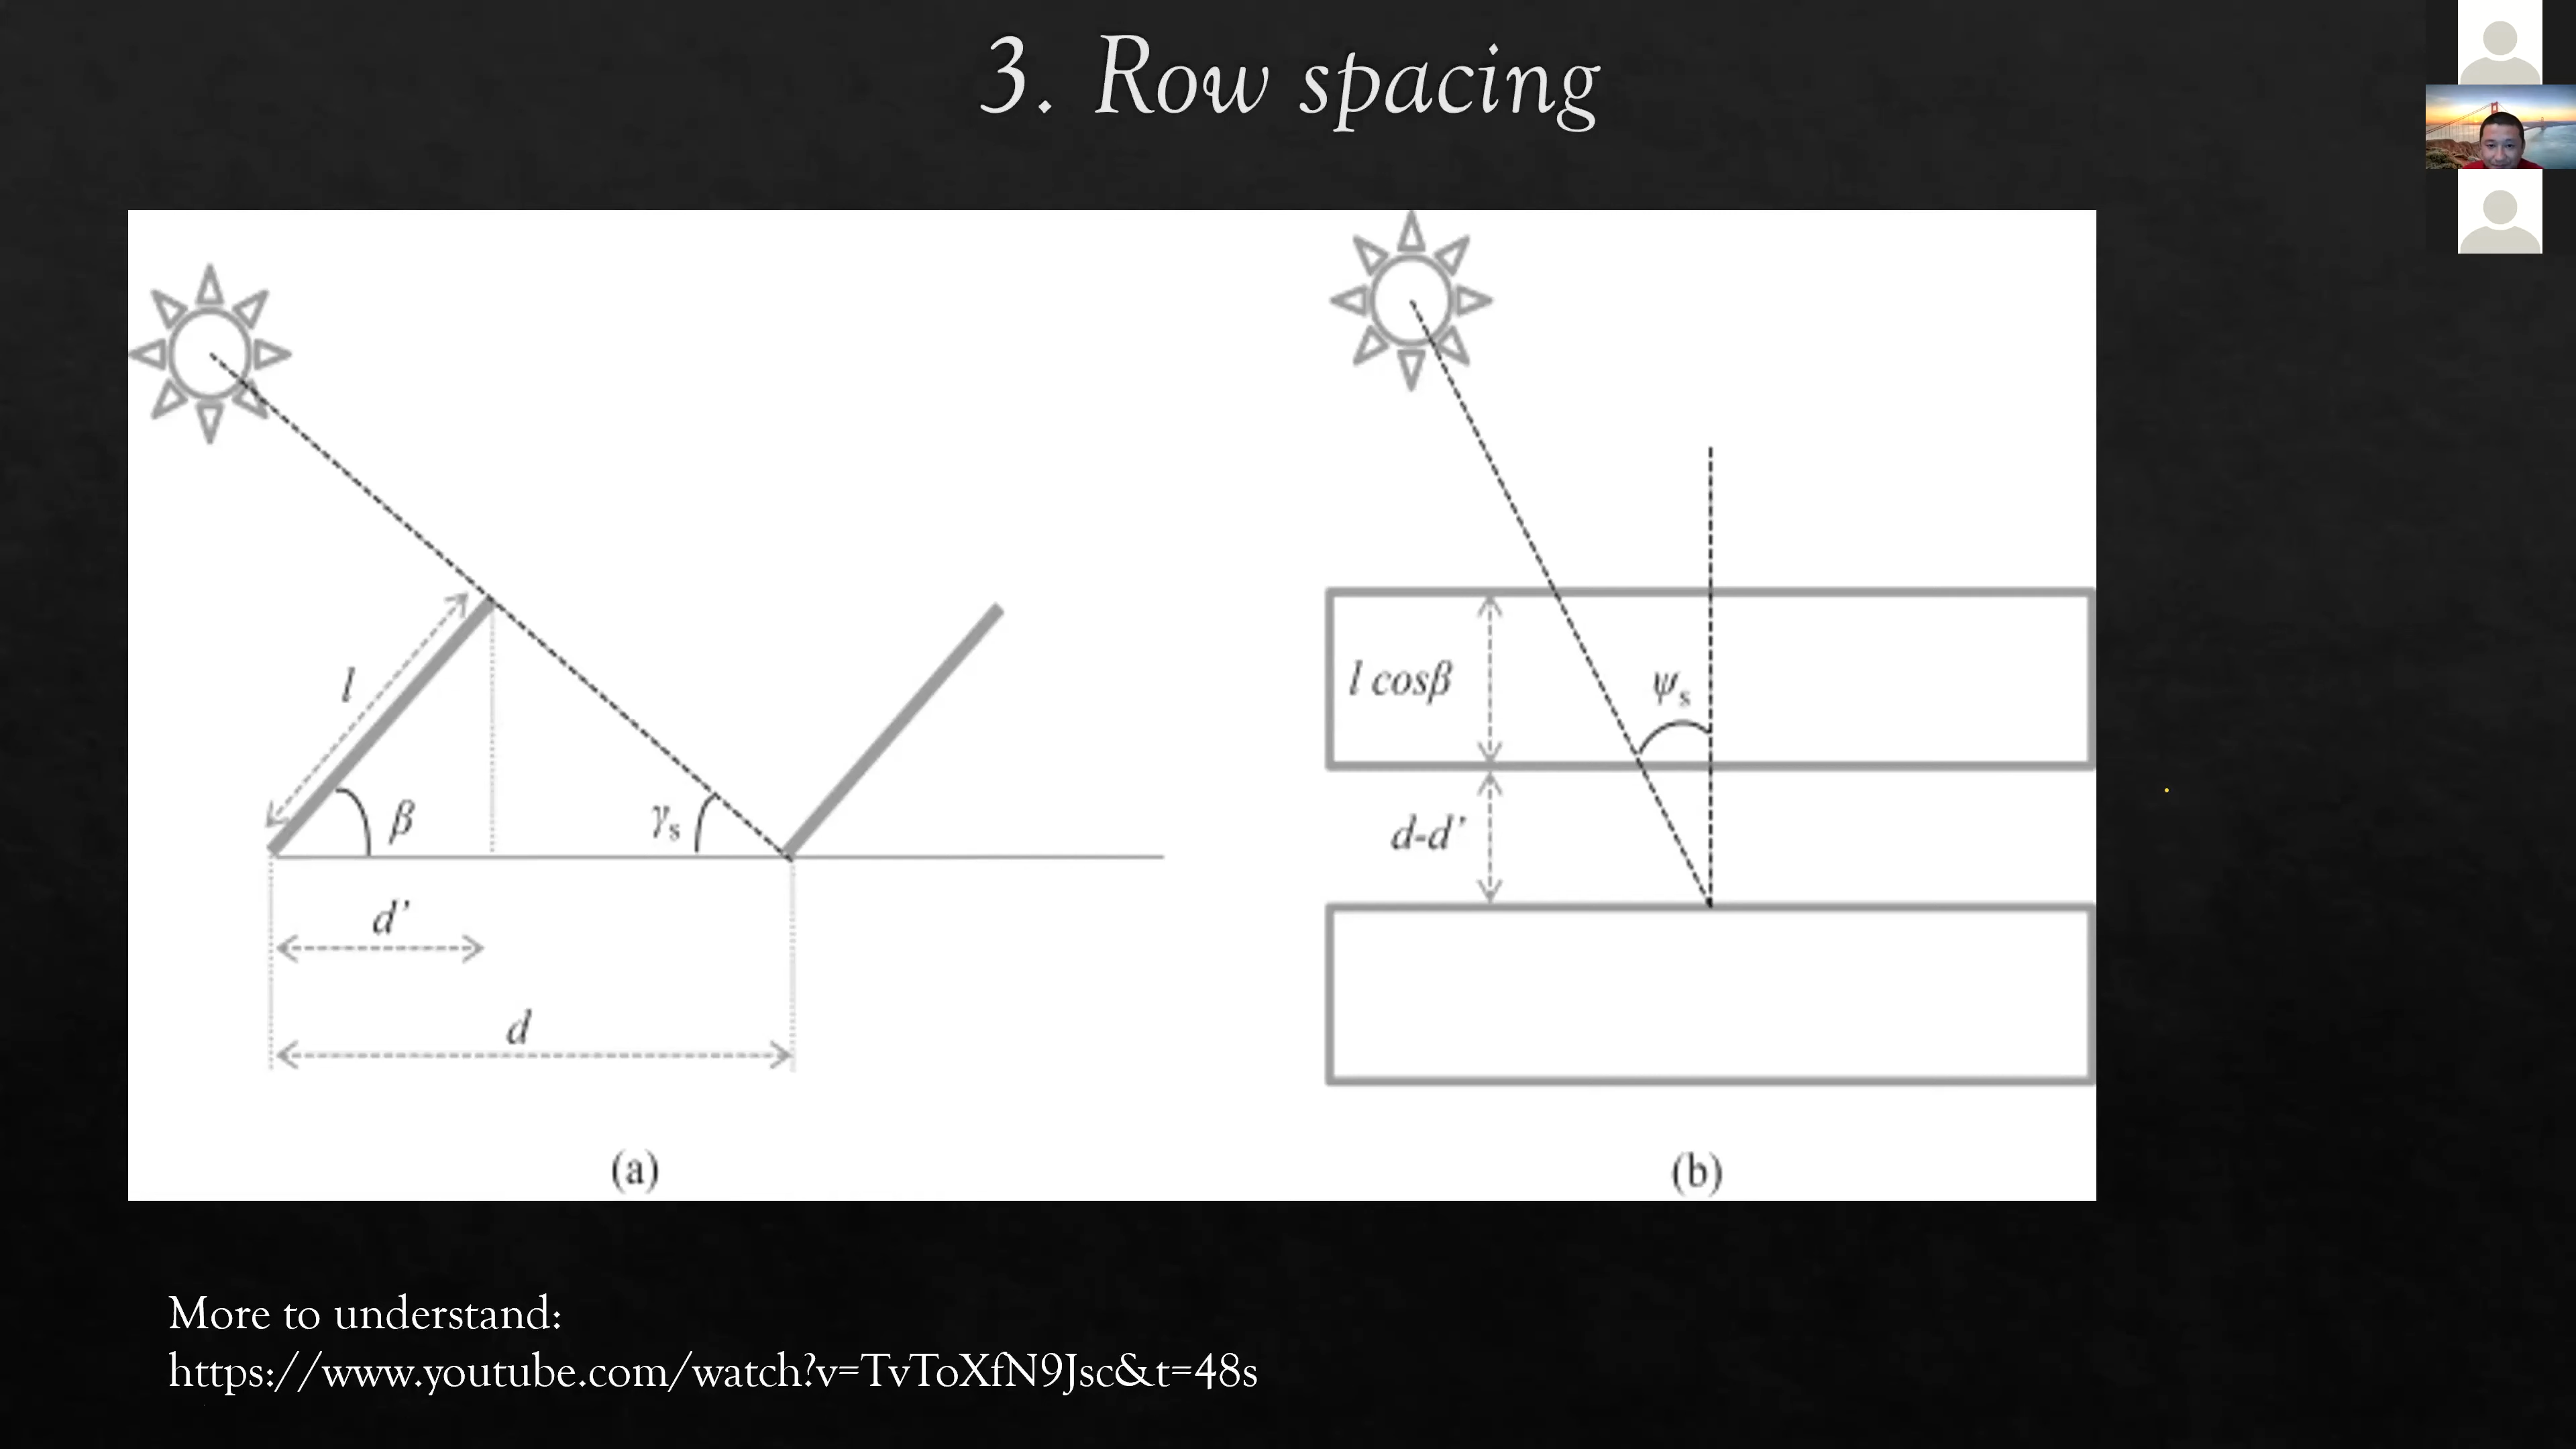 3. Row spacing
l
β
γs
d’
d
(a)
l cosβ
ψs
d-d’
(b)
More to understand:
https://www.youtube.com/watch?v=TvToXfN9Jsc&t=48s